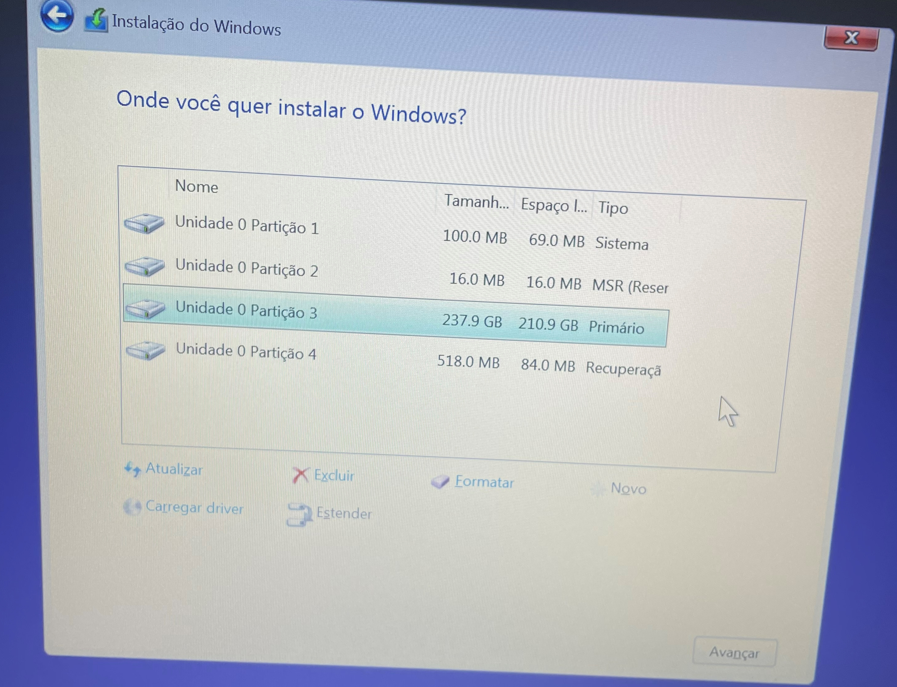 Instalação do Windows
Onde você quer instalar o Windows?
Nome Tamanh... Espaço l... Tipo
Unidade 0 Partição 1 100.0 MB 69.0 MB Sistema
Unidade 0 Partição 2 16.0 MB 16.0 MB MSR (Reser
Unidade 0 Partição 3 237.9 GB 210.9 GB Primário
Unidade 0 Partição 4 518.0 MB 84.0 MB Recuperaçã
Atualizar Excluir Formatar Novo
Carregar driver Estender
Avançar